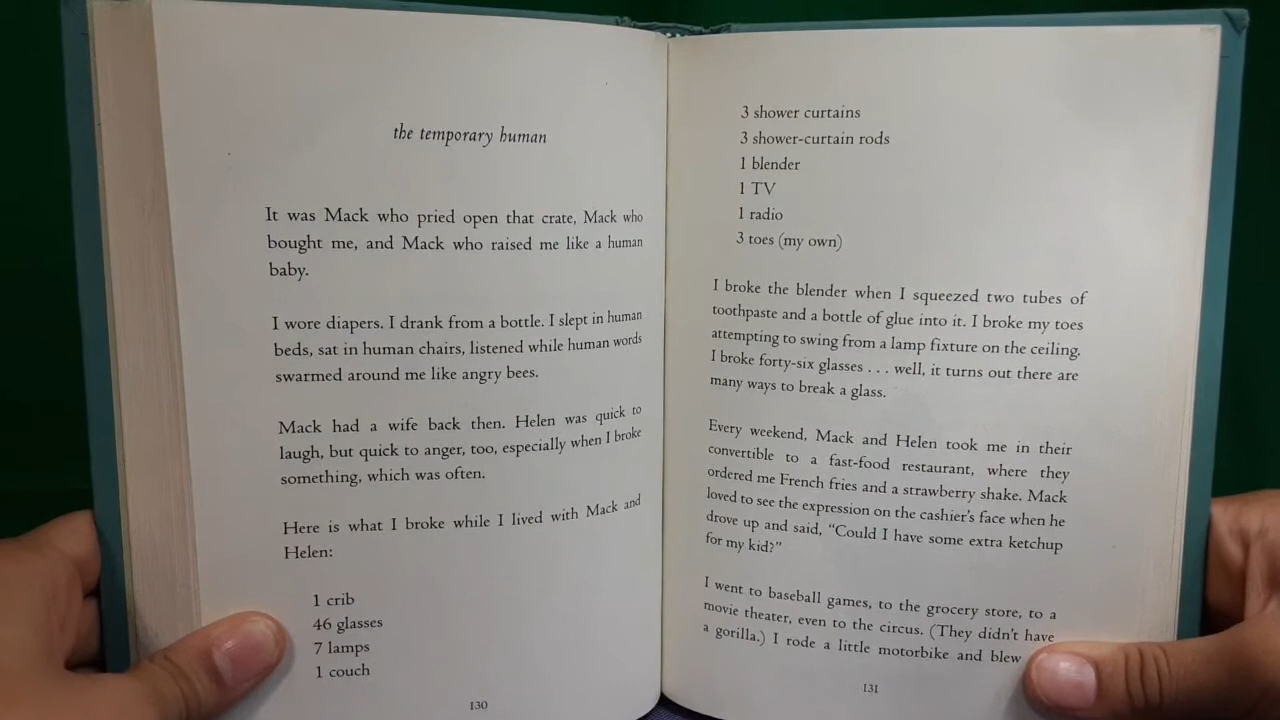 the temporary human
It was Mack who pried open that crate, Mack who
bought me, and Mack who raised me like a human
baby.
I wore diapers. I drank from a bottle. I slept in human
beds, sat in human chairs, listened while human words
swarmed around me like angry bees.
Mack had a wife back then. Helen was quick to
laugh, but quick to anger, too, especially when I broke
something, which was often.
Here is what I broke while I lived with Mack and
Helen:
1 crib
46 glasses
7 lamps
1 couch
130
3 shower curtains
3 shower-curtain rods
1 blender
1 TV
1 radio
3 toes (my own)
I broke the blender when I squeezed two tubes of
toothpaste and a bottle of glue into it. I broke my toes
attempting to swing from a lamp fixture on the ceiling.
I broke forty-six glasses . . . well, it turns out there are
many ways to break a glass.
Every weekend, Mack and Helen took me in their
convertible to a fast-food restaurant, where they
ordered me French fries and a strawberry shake. Mack
loved to see the expression on the cashier's face when he
drove up and said, “Could I have some extra ketchup
for my kid?”
I went to baseball games, to the grocery store, to a
movie theater, even to the circus. (They didn't have
a gorilla.) I rode a little motorbike and blew
131